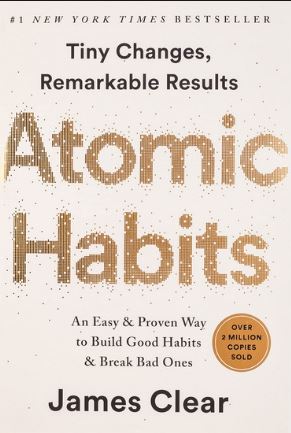 #1 NEW YORK TIMES BESTSELLER
Tiny Changes,
Remarkable Results
Atomic
Habits
An Easy & Proven Way
to Build Good Habits
& Break Bad Ones
OVER
2 MILLION
COPIES
SOLD
James Clear